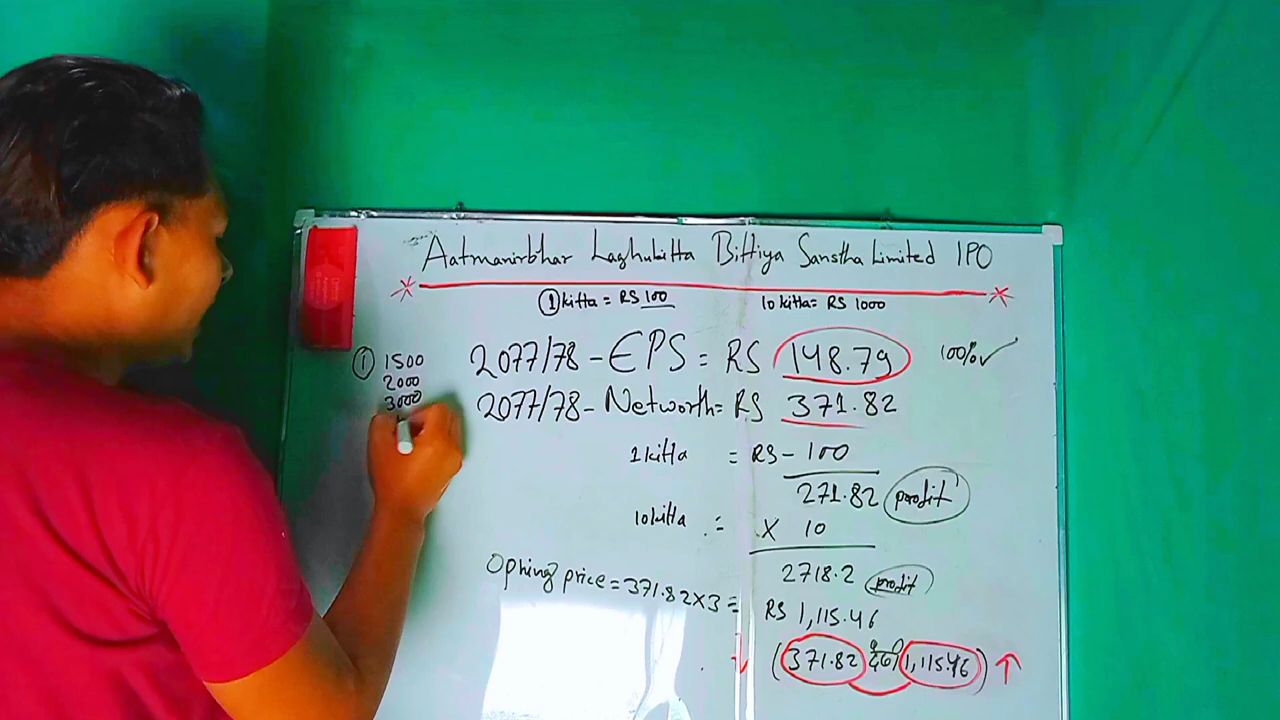 Aatmanirbhar Laghubitta Bittiya Sanstha Limited IPO
① kitta = RS 100 10 kitta = RS 1000
① 1500
2000
3000
2077/78 - EPS = RS 148.79 100% ✓
2077/78 - Networth = RS 371.82
1 kitta = RS - 100
271.82 profit
10 kitta = X 10
2718.2 profit
Ophing price = 371.82 X 3 = RS 1,115.46
(371.82 1,115.46) ↑